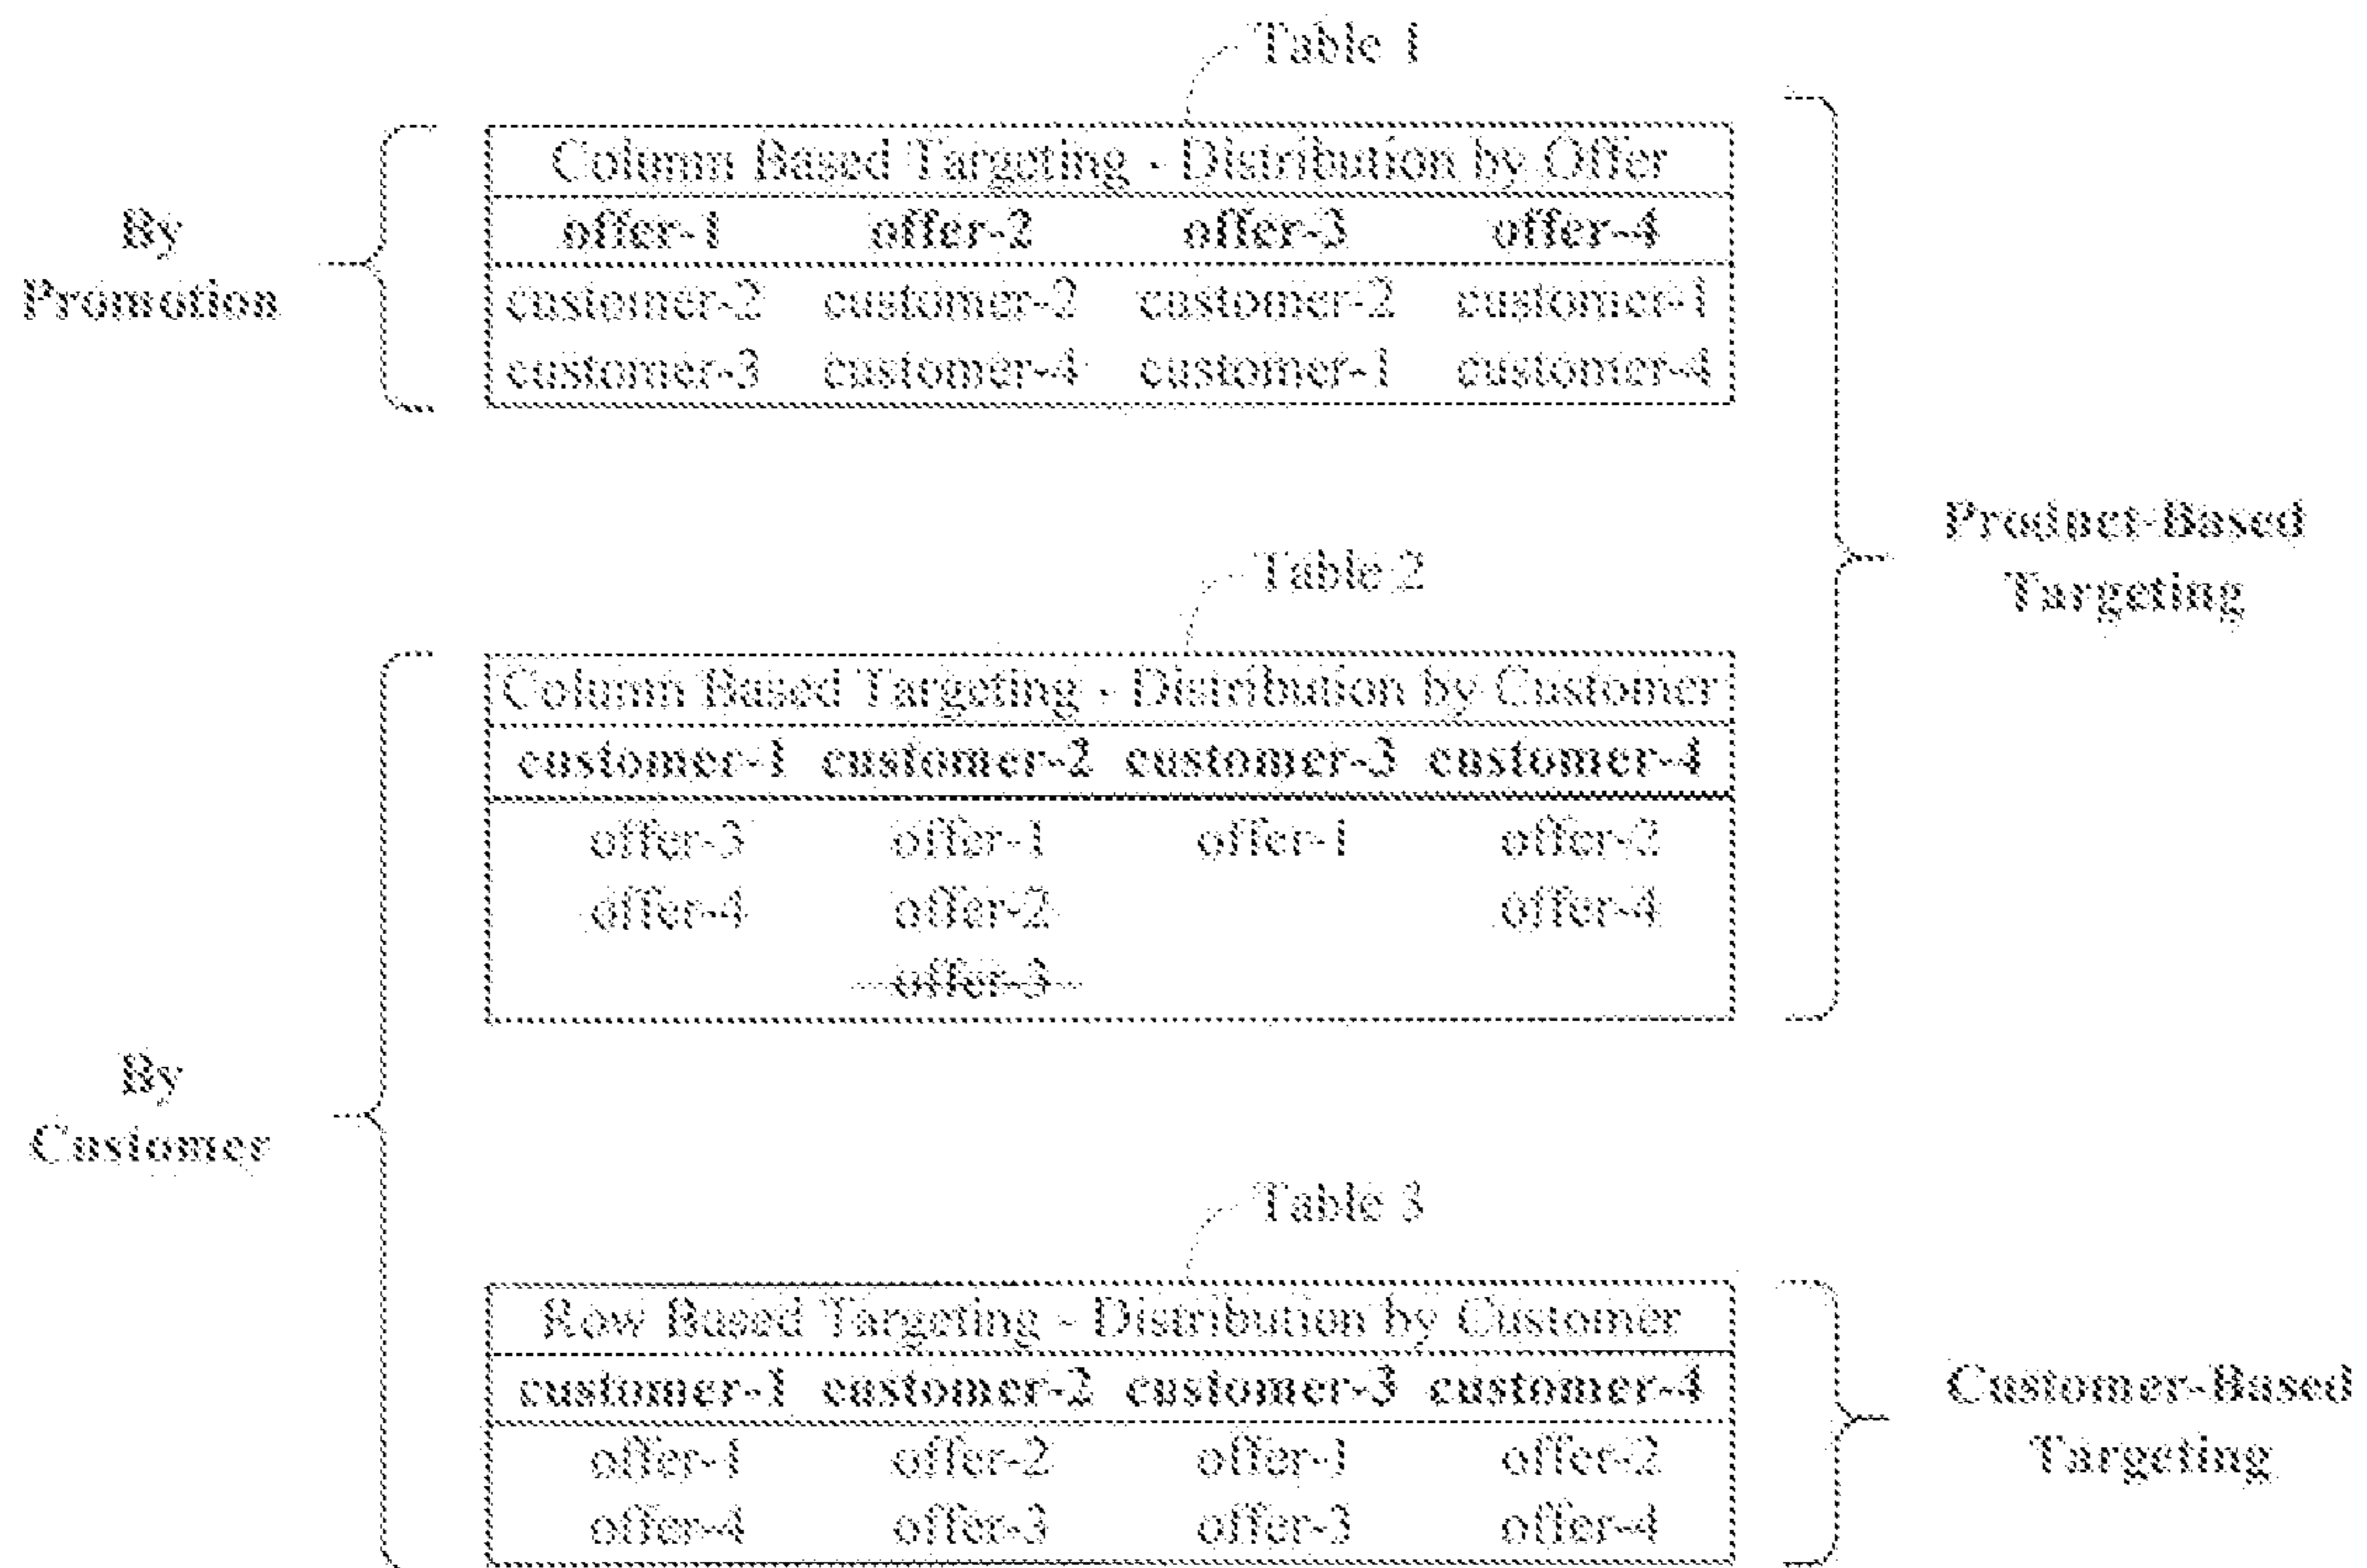 Table 1
Column Based Targeting - Distribution by Offer
offer-1 offer-2 offer-3 offer-4
customer-2 customer-2 customer-2 customer-1
customer-3 customer-4 customer-1 customer-4
By
Promotion
Product-Based
Targeting
Table 2
Column Based Targeting - Distribution by Customer
customer-1 customer-2 customer-3 customer-4
offer-3 offer-1 offer-1 offer-2
offer-4 offer-2 offer-4
offer-3
By
Customer
Table 3
Row Based Targeting - Distribution by Customer
customer-1 customer-2 customer-3 customer-4
offer-1 offer-2 offer-1 offer-2
offer-4 offer-3 offer-3 offer-4
Customer-Based
Targeting